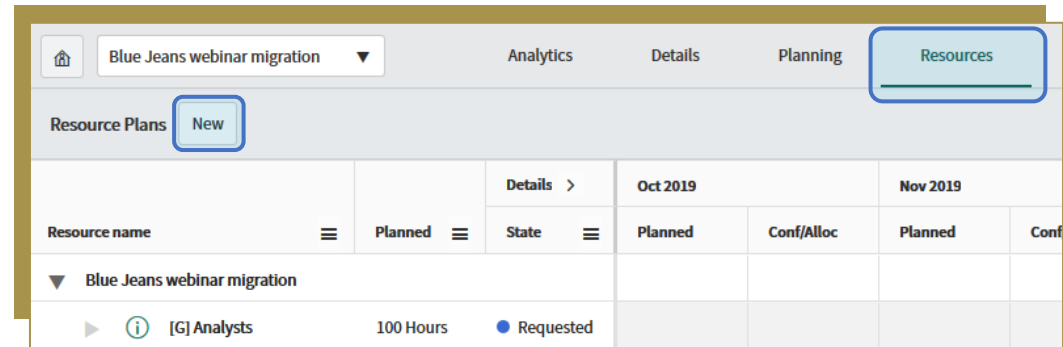 Blue Jeans webinar migration Analytics Details Planning Resources
Resource Plans New
Details > Oct 2019 Nov 2019
Resource name Planned State Planned Conf/Alloc Planned Conf
Blue Jeans webinar migration
[G] Analysts 100 Hours Requested